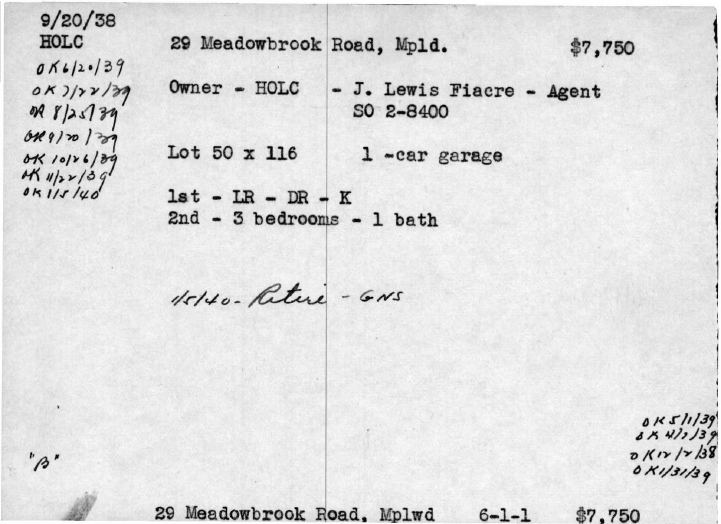 9/20/38
HOLC 29 Meadowbrook Road, Mpld. $7,750
OK 6/20/39
OK 7/22/39 Owner - HOLC - J. Lewis Fiacre - Agent
OK 8/25/39 SO 2-8400
OK 9/20/39
OK 10/26/39 Lot 50 x 116 1 -car garage
OK 11/22/39
OK 1/5/40 1st - LR - DR - K
2nd - 3 bedrooms - 1 bath
1/5/40 - Retire - GNS
OK 5/1/39
OK 4/1/39
"B" OK 12/2/38
OK 1/31/39
29 Meadowbrook Road, Mplwd 6-1-1 $7,750